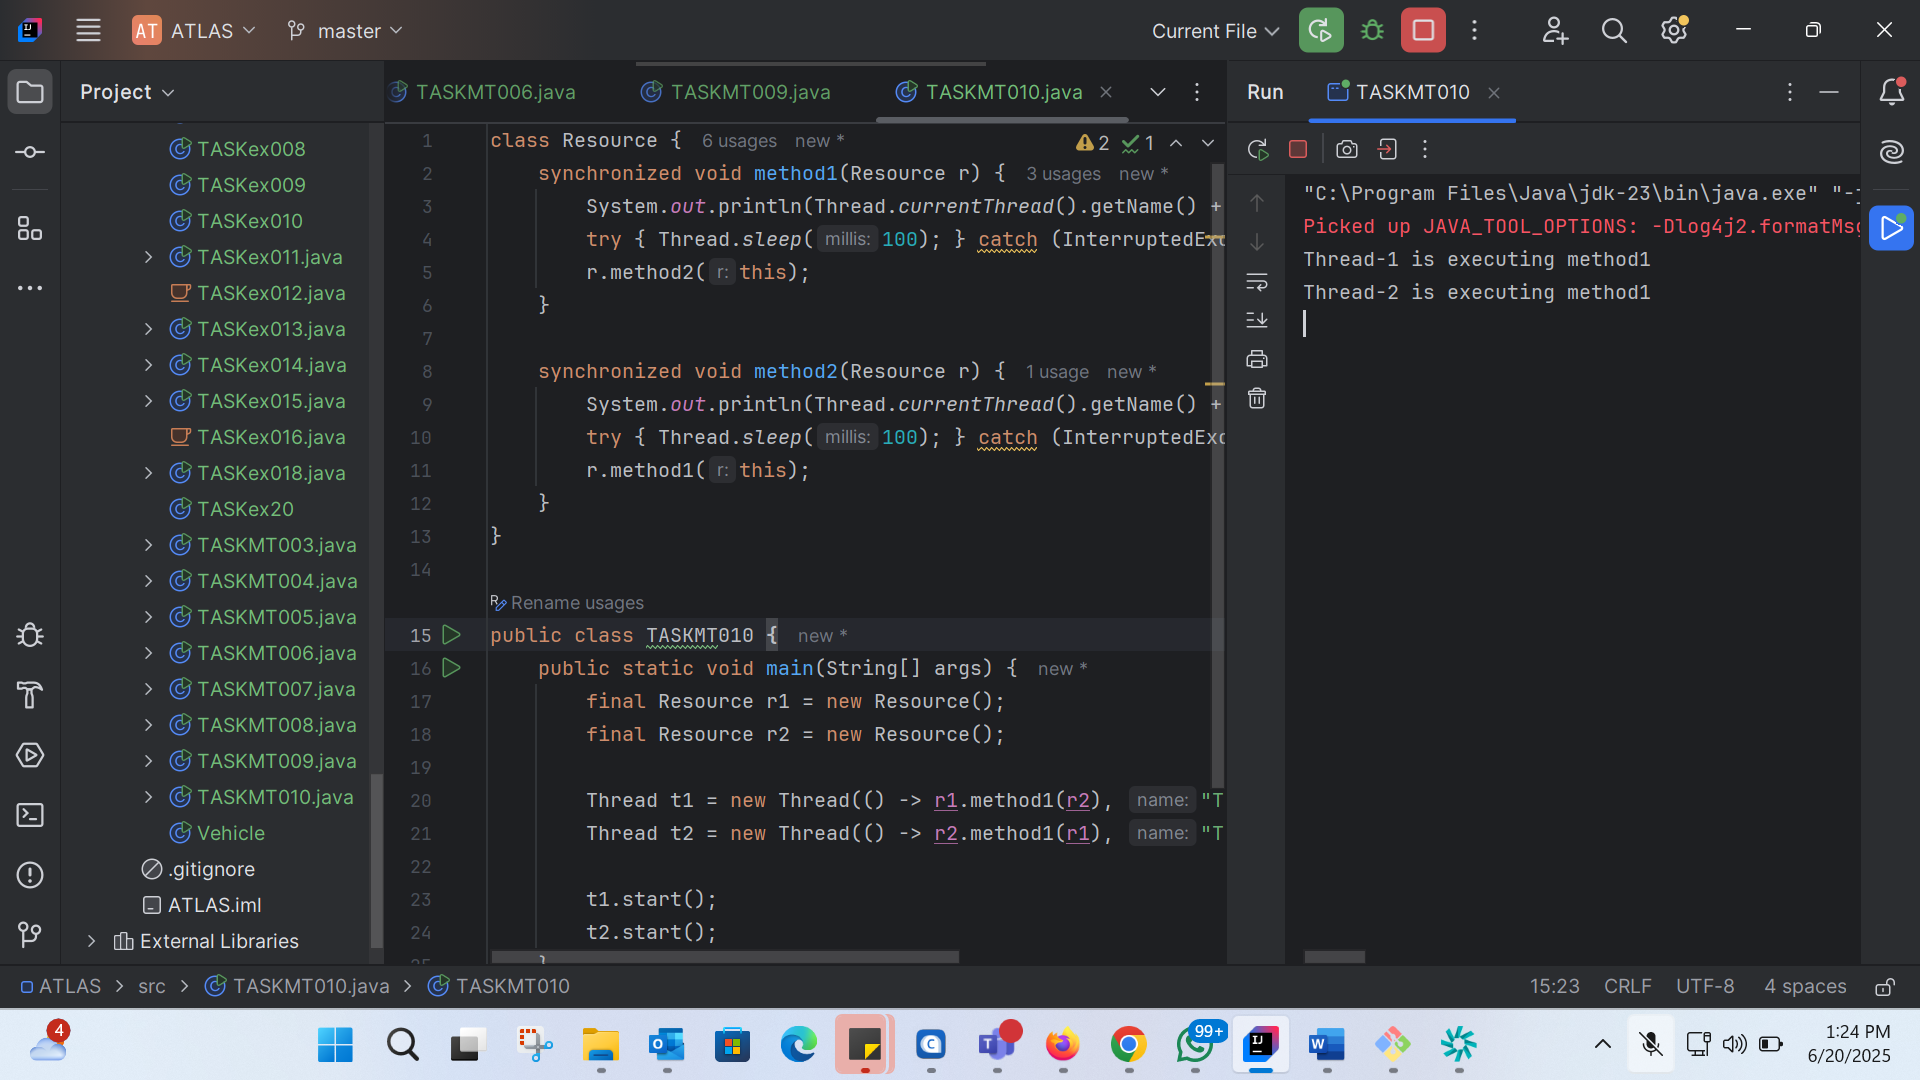 AT ATLAS master Current File
Project
TASKex008
TASKex009
TASKex010
TASKex011.java
TASKex012.java
TASKex013.java
TASKex014.java
TASKex015.java
TASKex016.java
TASKex018.java
TASKex20
TASKMT003.java
TASKMT004.java
TASKMT005.java
TASKMT006.java
TASKMT007.java
TASKMT008.java
TASKMT009.java
TASKMT010.java
Vehicle
.gitignore
ATLAS.iml
External Libraries
TASKMT006.java TASKMT009.java TASKMT010.java
2 1
1 class Resource { 6 usages new *
2 synchronized void method1(Resource r) { 3 usages new *
3 System.out.println(Thread.currentThread().getName() +
4 try { Thread.sleep( millis: 100); } catch (InterruptedExc
5 r.method2( r: this);
6 }
7
8 synchronized void method2(Resource r) { 1 usage new *
9 System.out.println(Thread.currentThread().getName() +
10 try { Thread.sleep( millis: 100); } catch (InterruptedExc
11 r.method1( r: this);
12 }
13 }
14
Rename usages
15 public class TASKMT010 { new *
16 public static void main(String[] args) { new *
17 final Resource r1 = new Resource();
18 final Resource r2 = new Resource();
19
20 Thread t1 = new Thread(() -> r1.method1(r2), name: "T
21 Thread t2 = new Thread(() -> r2.method1(r1), name: "T
22
23 t1.start();
24 t2.start();
25 }
Run TASKMT010
"C:\Program Files\Java\jdk-23\bin\java.exe" "-j
Picked up JAVA_TOOL_OPTIONS: -Dlog4j2.formatMsg
Thread-1 is executing method1
Thread-2 is executing method1
ATLAS > src > TASKMT010.java > TASKMT010 15:23 CRLF UTF-8 4 spaces
4 99+ 1:24 PM
6/20/2025